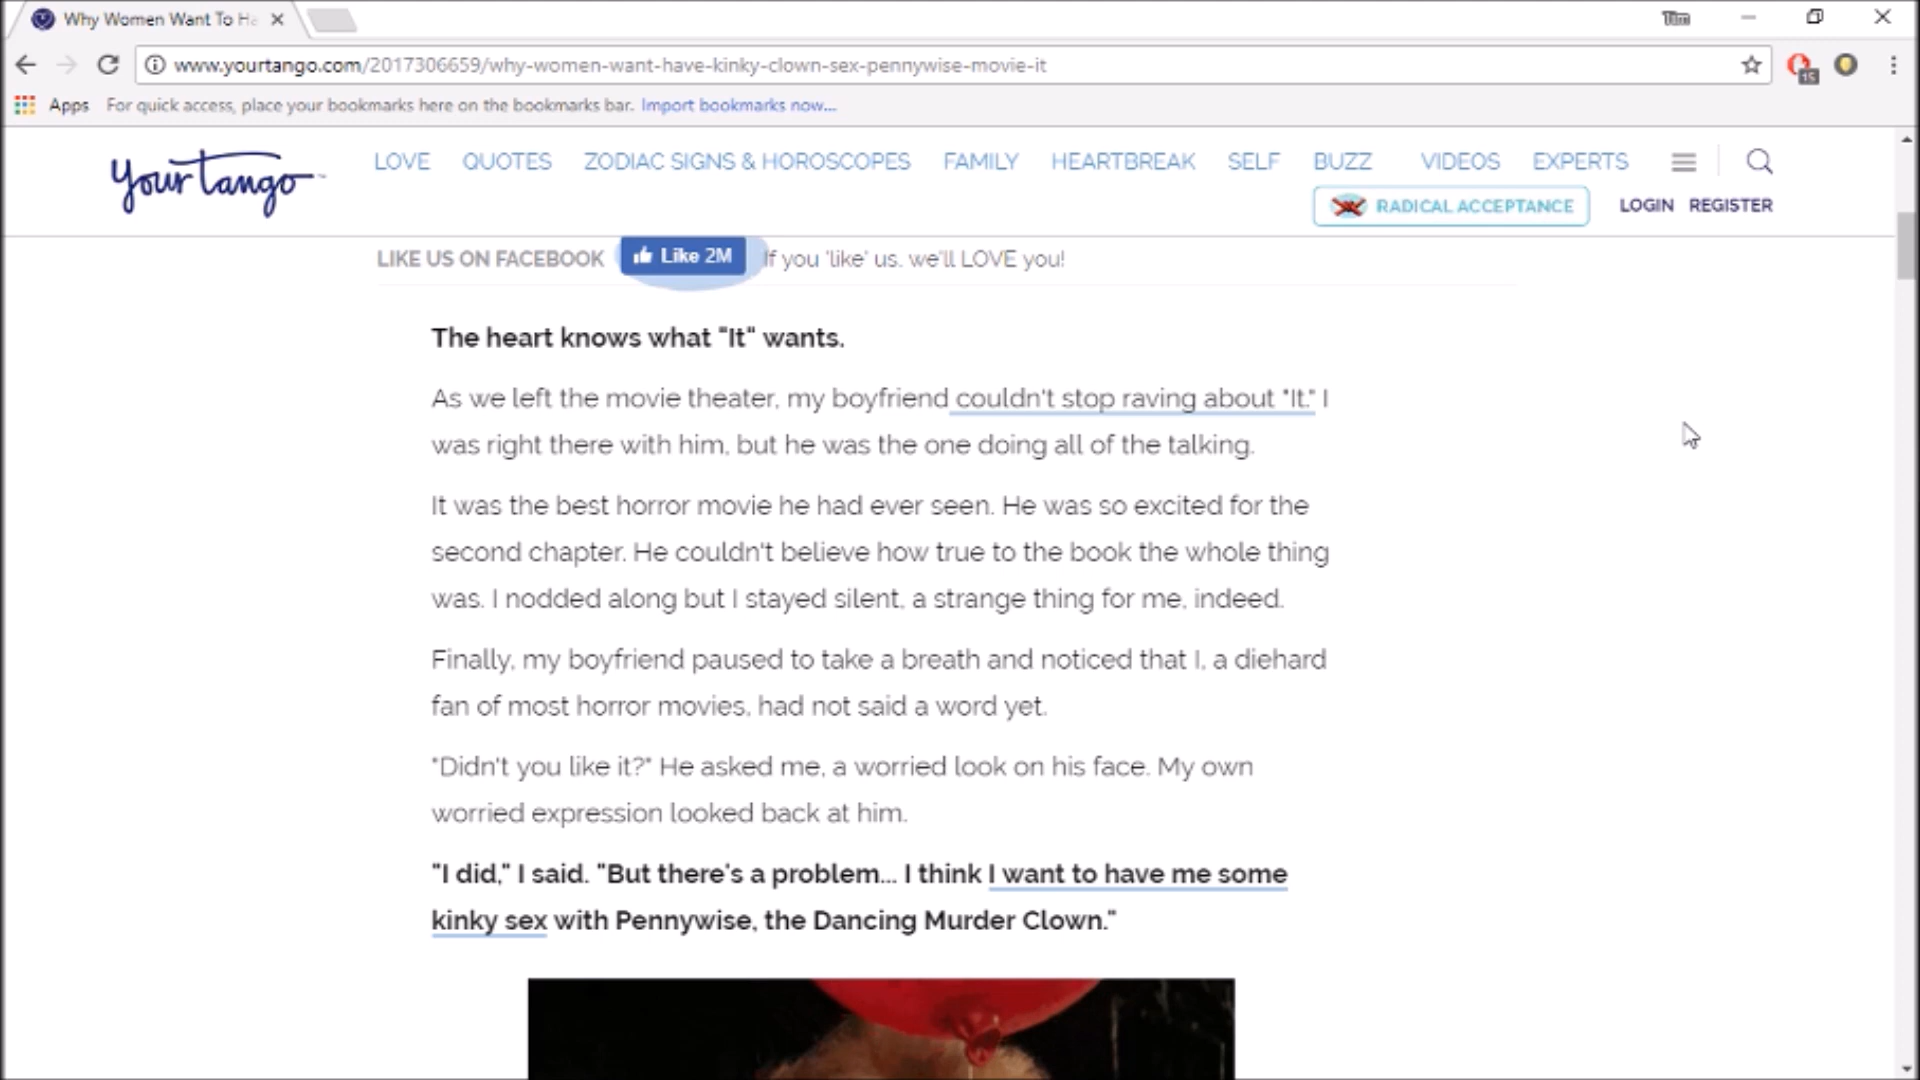 Why Women Want To Ha
Tim
www.yourtango.com/2017306659/why-women-want-have-kinky-clown-sex-pennywise-movie-it
15
Apps For quick access, place your bookmarks here on the bookmarks bar. Import bookmarks now...
YourTango
LOVE QUOTES ZODIAC SIGNS & HOROSCOPES FAMILY HEARTBREAK SELF BUZZ VIDEOS EXPERTS
RADICAL ACCEPTANCE LOGIN REGISTER
LIKE US ON FACEBOOK Like 2M If you 'like' us. we'll LOVE you!
The heart knows what "It" wants.
As we left the movie theater, my boyfriend couldn't stop raving about "It." I
was right there with him, but he was the one doing all of the talking.
It was the best horror movie he had ever seen. He was so excited for the
second chapter. He couldn't believe how true to the book the whole thing
was. I nodded along but I stayed silent, a strange thing for me, indeed.
Finally, my boyfriend paused to take a breath and noticed that I, a diehard
fan of most horror movies, had not said a word yet.
"Didn't you like it?" He asked me, a worried look on his face. My own
worried expression looked back at him.
"I did," I said. "But there's a problem... I think I want to have me some
kinky sex with Pennywise, the Dancing Murder Clown."